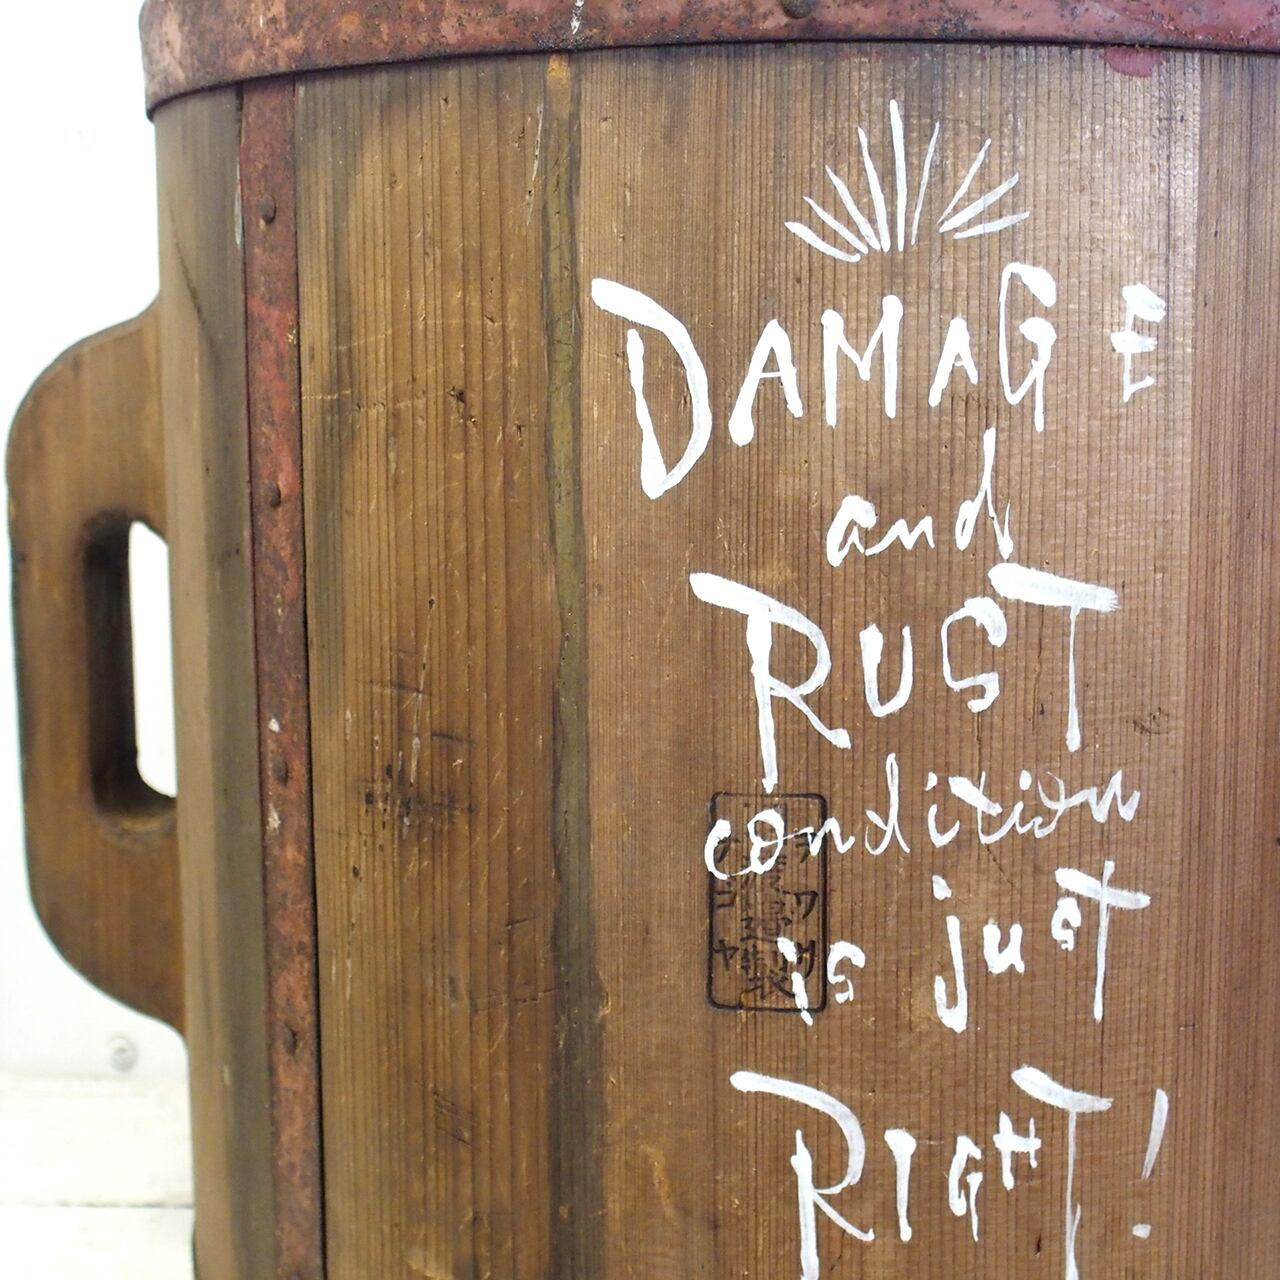 DAMAGE
and
RUST
condition
is just
RIGHT!